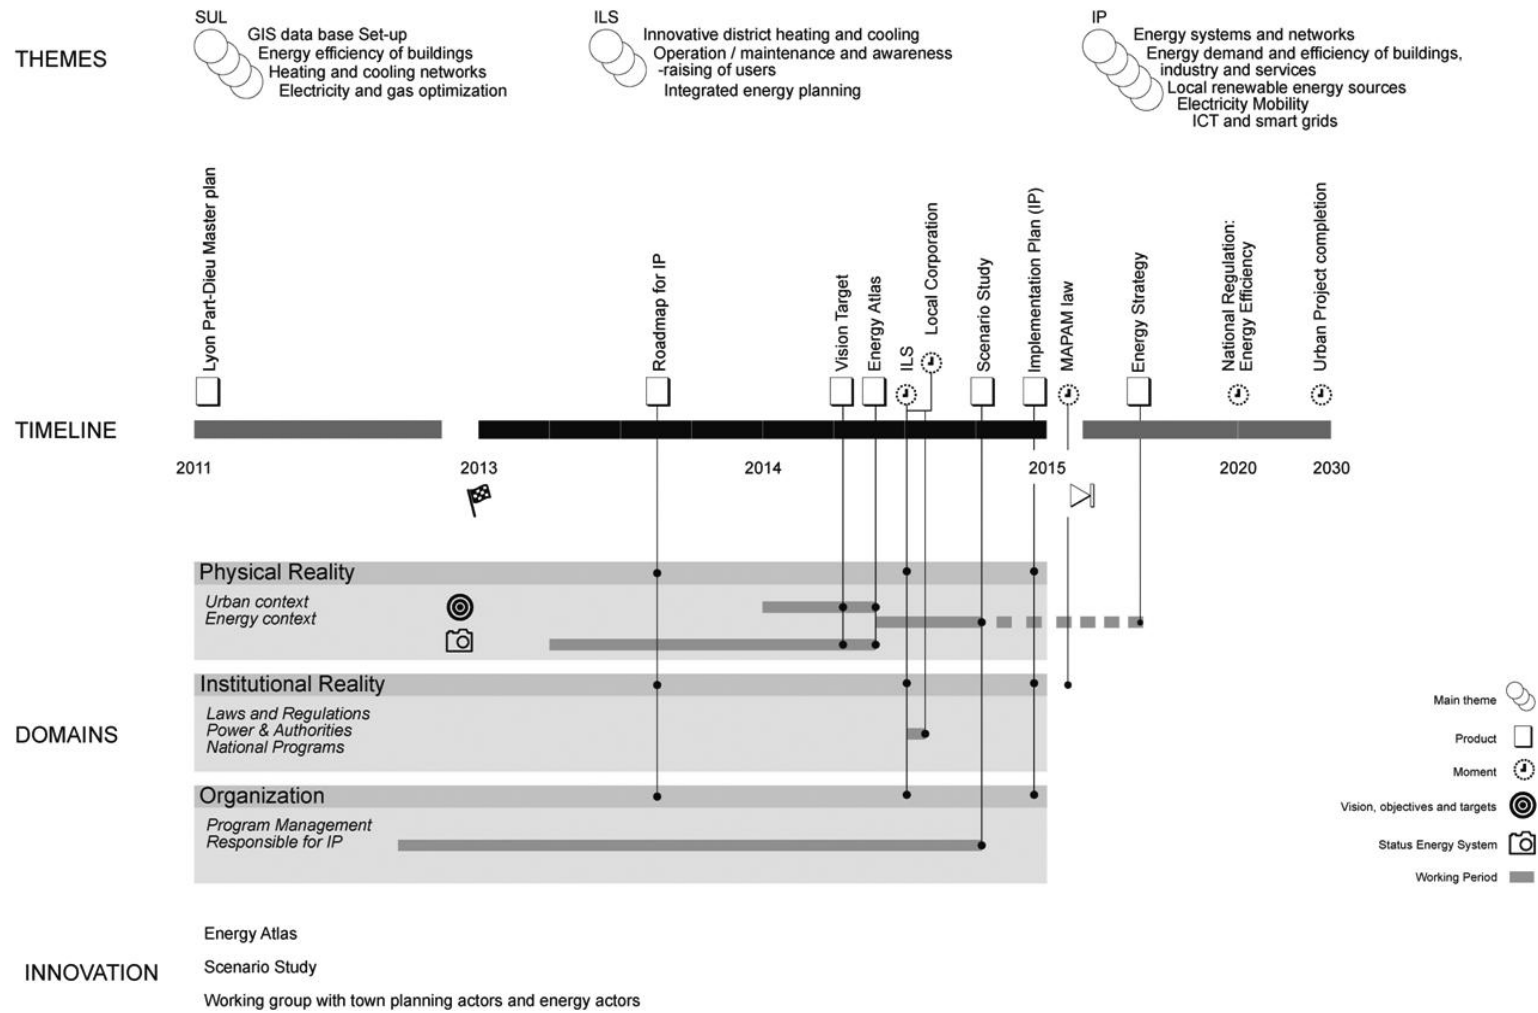 THEMES
SUL
GIS data base Set-up
Energy efficiency of buildings
Heating and cooling networks
Electricity and gas optimization
ILS
Innovative district heating and cooling
Operation / maintenance and awareness
-raising of users
Integrated energy planning
IP
Energy systems and networks
Energy demand and efficiency of buildings,
industry and services
Local renewable energy sources
Electricity Mobility
ICT and smart grids
Lyon Part-Dieu Master plan
Roadmap for IP
Vision Target
Energy Atlas
ILS
Local Corporation
Scenario Study
Implementation Plan (IP)
MAPAM law
Energy Strategy
National Regulation:
Energy Efficiency
Urban Project completion
TIMELINE
2011
2013
2014
2015
2020
2030
DOMAINS
Physical Reality
Urban context
Energy context
Institutional Reality
Laws and Regulations
Power & Authorities
National Programs
Organization
Program Management
Responsible for IP
Main theme
Product
Moment
Vision, objectives and targets
Status Energy System
Working Period
INNOVATION
Energy Atlas
Scenario Study
Working group with town planning actors and energy actors